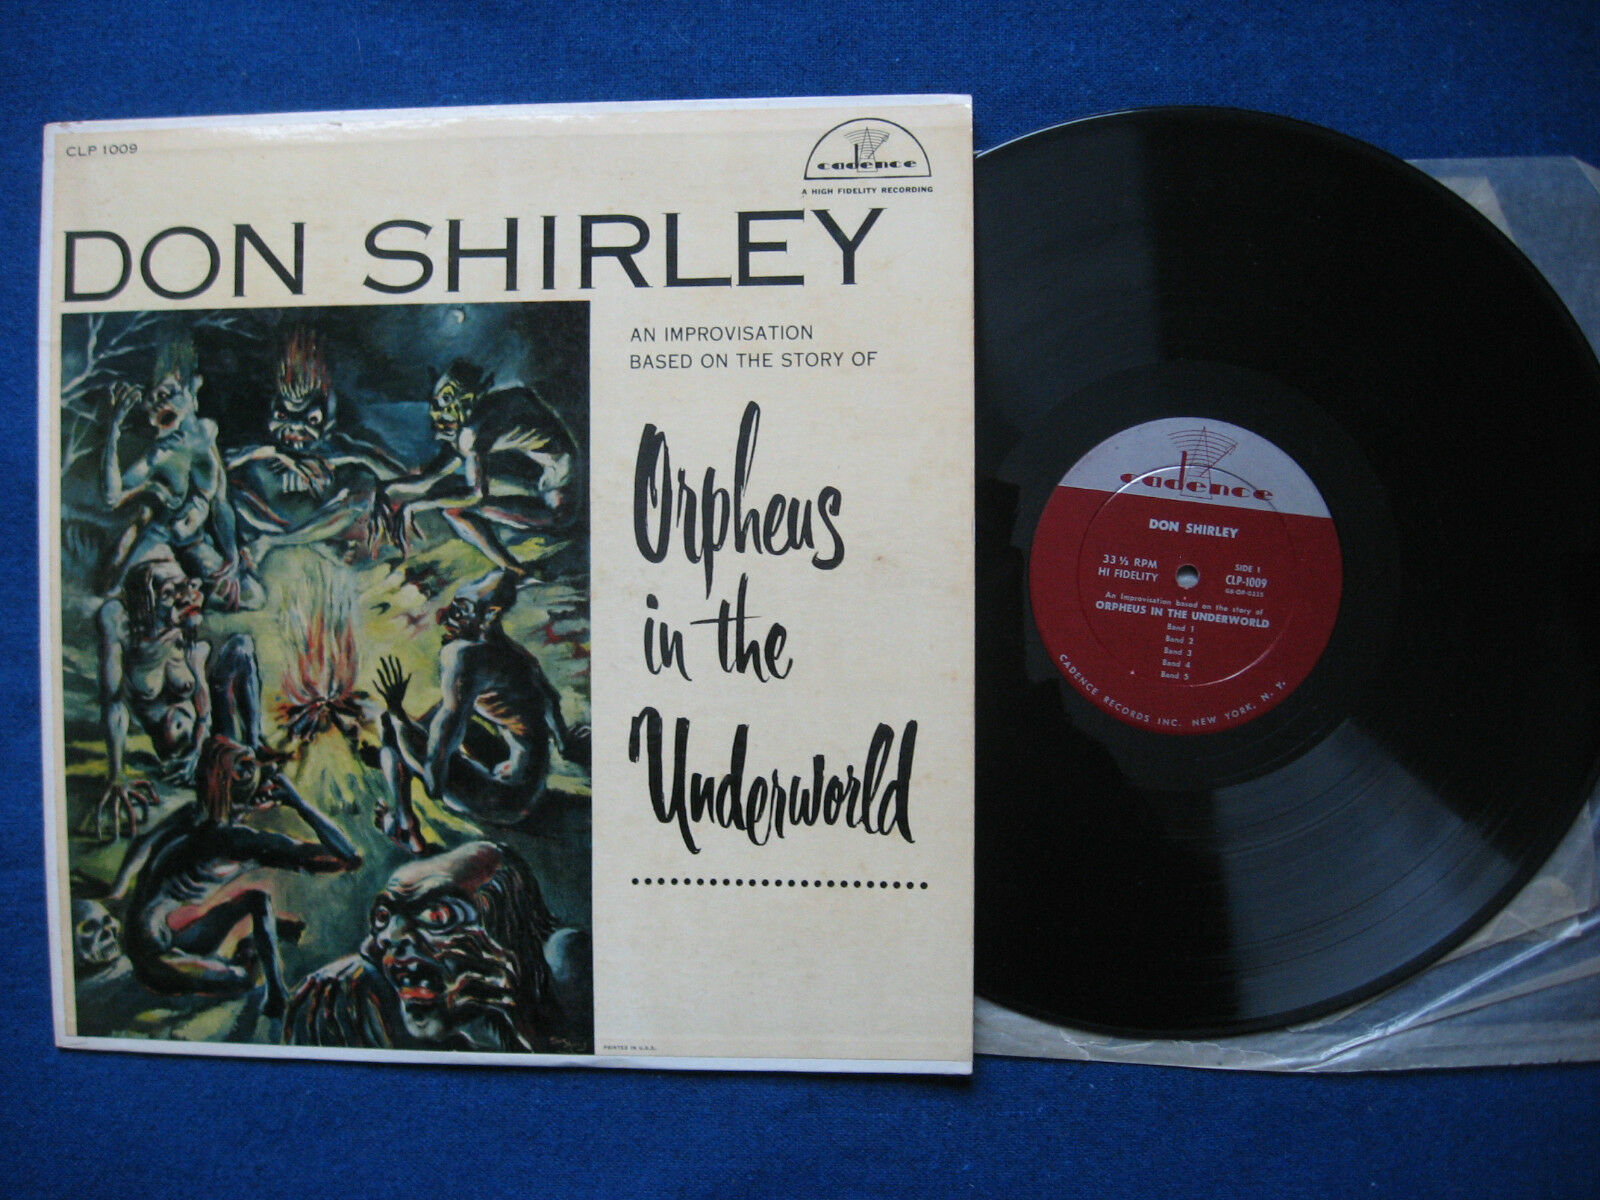 CLP 1009
cadence
A HIGH FIDELITY RECORDING
DON SHIRLEY
AN IMPROVISATION
BASED ON THE STORY OF
Orpheus
in the
Underworld
PRINTED IN U.S.A.
cadence
DON SHIRLEY
33 1/3 RPM
HI FIDELITY
SIDE 1
CLP-1009
An Improvisation based on the story of
ORPHEUS IN THE UNDERWORLD
Band 1
Band 2
Band 3
Band 4
Band 5
CADENCE RECORDS INC. NEW YORK, N. Y.